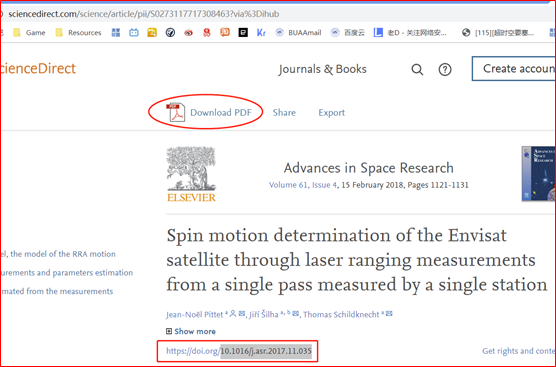 sciencedirect.com/science/article/pii/S0273117717308463?via%3Dihub
Game Resources BUAAmail 百度云 老D - 关注网络安... [115][超时空要塞...
cienceDirect Journals & Books Create accoun
PDF Download PDF Share Export
ELSEVIER
Advances in Space Research
Volume 61, Issue 4, 15 February 2018, Pages 1121-1131
ADVANCES IN SPACE RESEARCH
Spin motion determination of the Envisat
satellite through laser ranging measurements
from a single pass measured by a single station
el, the model of the RRA motion
urements and parameters estimation
mated from the measurements
Jean-Noël Pittet a, Jiří Šilha a, b, Thomas Schildknecht a
Show more
https://doi.org/10.1016/j.asr.2017.11.035 Get rights and conte